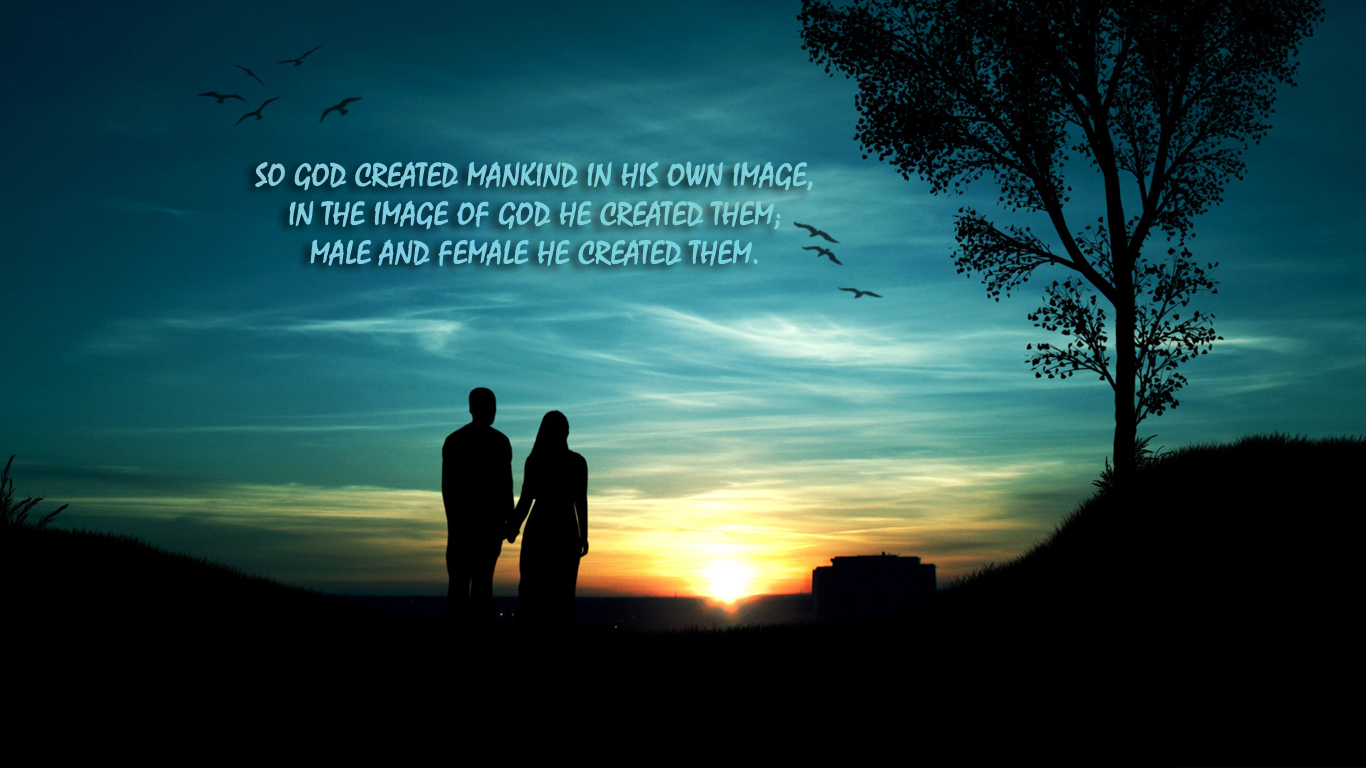 SO GOD CREATED MANKIND IN HIS OWN IMAGE,
IN THE IMAGE OF GOD HE CREATED THEM;
MALE AND FEMALE HE CREATED THEM.